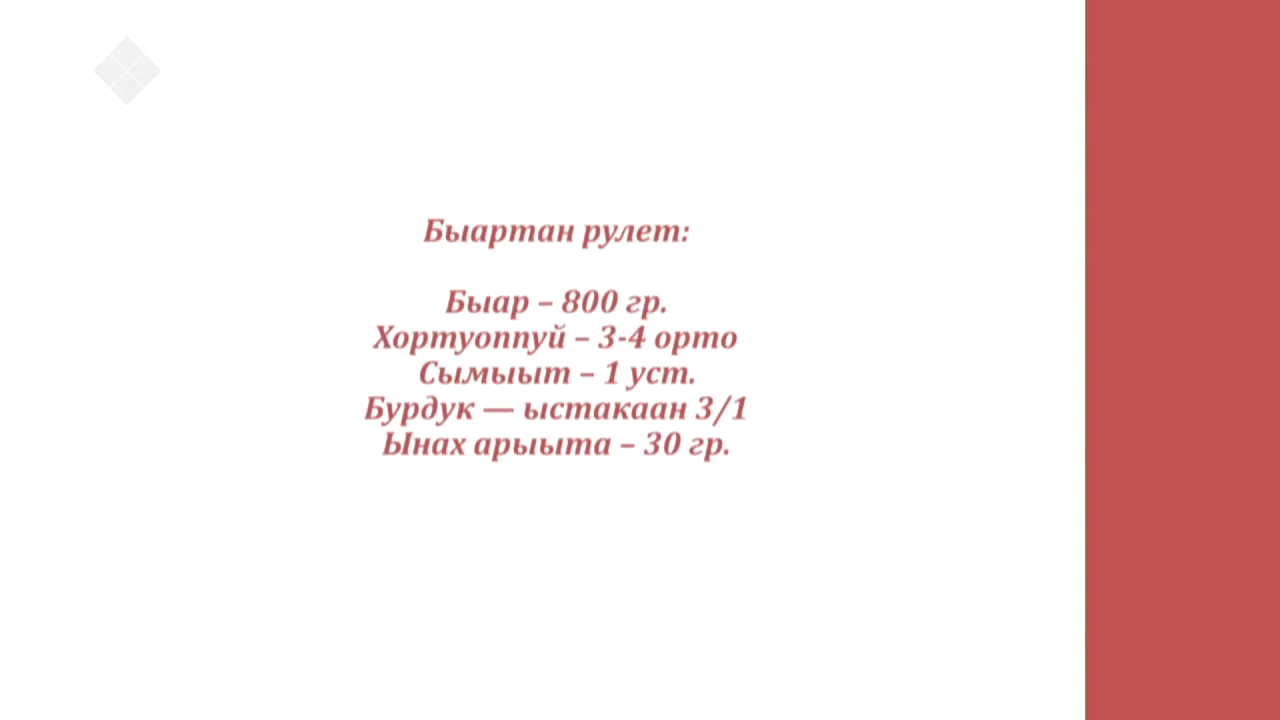 Быартан рулет:
Быар – 800 гр.
Хортуоппуй – 3-4 орто
Сымыыт – 1 уст.
Бурдук — ыстакаан 3/1
Ынах арыыта – 30 гр.